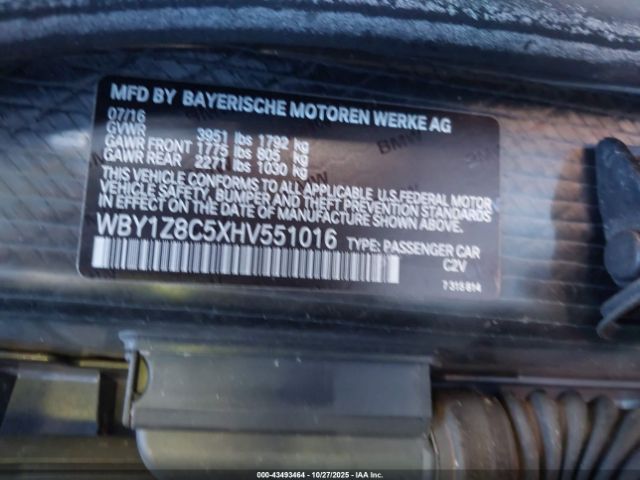 MFD BY BAYERISCHE MOTOREN WERKE AG
07/16
GVWR 3951 lbs 1792 kg
GAWR FRONT 1775 lbs 805 kg
GAWR REAR 2271 lbs 1030 kg
THIS VEHICLE CONFORMS TO ALL APPLICABLE U.S. FEDERAL MOTOR
VEHICLE SAFETY, BUMPER AND THEFT PREVENTION STANDARDS
IN EFFECT ON THE DATE OF MANUFACTURE SHOWN ABOVE.
WBY1Z8C5XHV551016 TYPE: PASSENGER CAR
C2V
7 315 814
000-43493464 | 10/27/2025 | IAA, Inc.